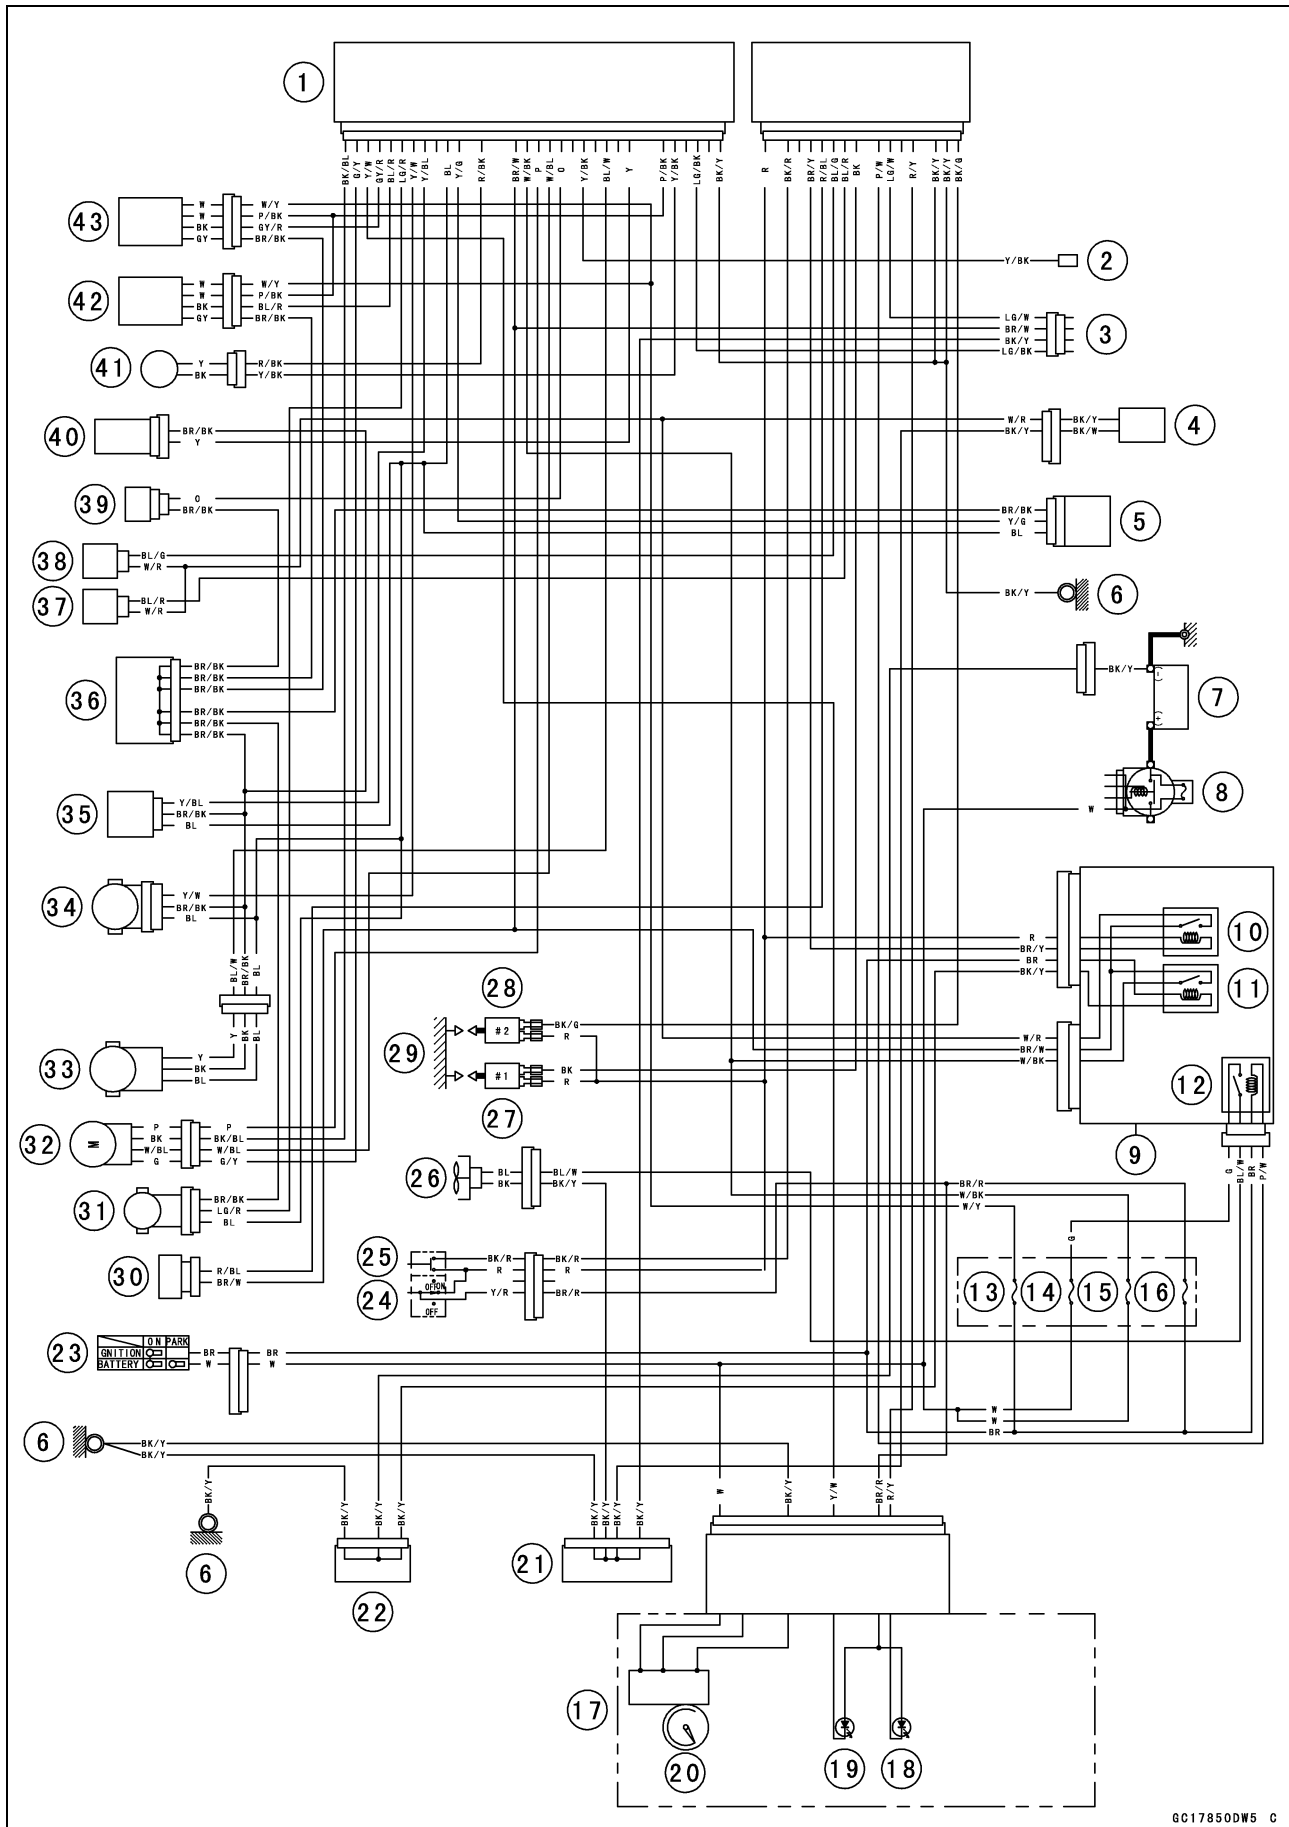 1
BK/BL G/Y Y/W GY/R BL/R LG/R Y/W Y/BL BL Y/G R/BK BR/W W/BK P W/BL O Y/BK BL/W Y P/BK Y/BK LG/BK BK/Y
R BK/R BR/Y R/BL BL/G BL/R BK P/W LG/W R/Y BK/Y BK/Y BK/G
43
W W/Y
W P/BK
BK GY/R
GY BR/BK
Y/BK 2
42
W W/Y
W P/BK
BK BL/R
GY BR/BK
LG/W
BR/W
BK/Y
LG/BK
3
41
Y R/BK
BK Y/BK
40
BR/BK
Y
W/R BK/Y
BK/Y BK/W
4
39
O
BR/BK
BR/BK
Y/G
BL
5
38
BL/G
W/R
37
BL/R
W/R
BK/Y 6
36
BR/BK
BR/BK
BR/BK
BR/BK
BR/BK
BR/BK
BK/Y
(-)
(+)
7
35
Y/BL
BR/BK
BL
W
8
34
Y/W
BR/BK
BL
BL/W BR/BK BL
Y BK BL
R
BR/Y
BR
BK/Y
10
11
28
#2
BK/G
R
29
#1
BK
R
27
W/R
BR/W
W/BK
12
33
Y
BK
BL
9
G BL/W BR P/W
32
M
P P
BK BK/BL
W/BL W/BL
G G/Y
26
BL BL/W
BK BK/Y
BR/R
W/BK
W/Y
31
BR/BK
LG/R
BL
G
25
BK/R BK/R
R R
24
OFF ON
OFF
Y/R BR/R
13 14 15 16
30
R/BL
BR/W
23
ON PARK
GNITION
BATTERY
BR BR
W W
W
W
BR
6
BK/Y
BK/Y
BK/Y
6
BK/Y BK/Y BK/Y
22
BK/Y BK/Y BK/Y BK/Y
21
W BK/Y Y/W BR/R R/Y
17
20
19
18
GC17850DW5 C